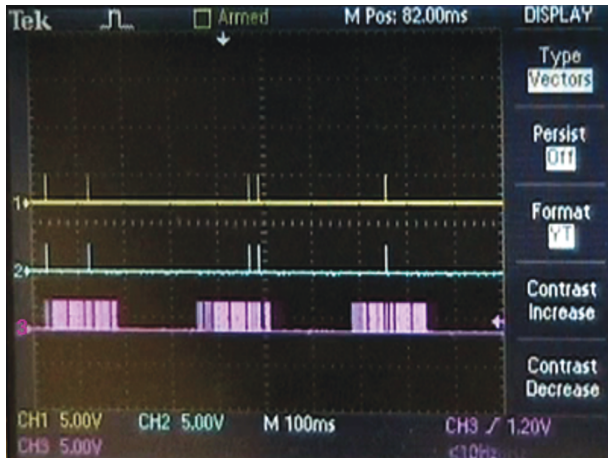 Tek Armed M Pos: 82.00ms DISPLAY
Type
Vectors
Persist
Off
Format
YT
Contrast
Increase
Contrast
Decrease
1
2
3
CH1 5.00V CH2 5.00V M 100ms CH3 / 1.20V
CH3 5.00V <10Hz